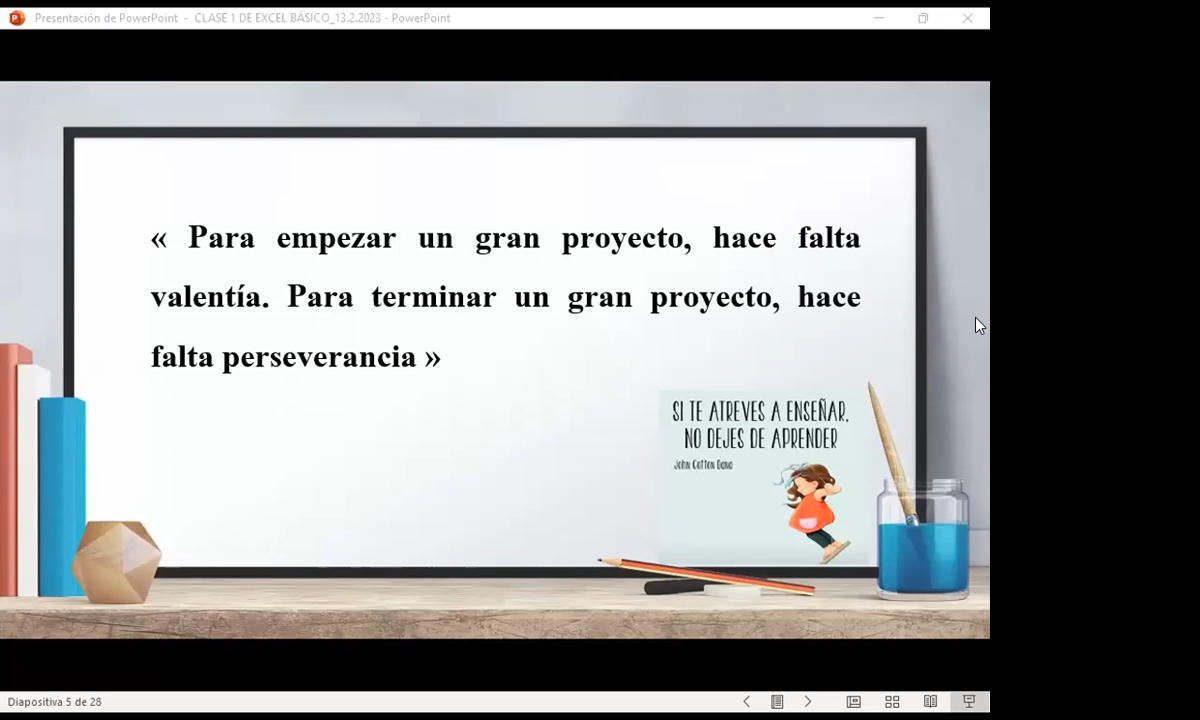 Presentación de PowerPoint - CLASE 1 DE EXCEL BÁSICO_13.2.2023 - PowerPoint
« Para empezar un gran proyecto, hace falta
valentía. Para terminar un gran proyecto, hace
falta perseverancia »
SI TE ATREVES A ENSEÑAR,
NO DEJES DE APRENDER
John Cotton Dana
Diapositiva 5 de 28